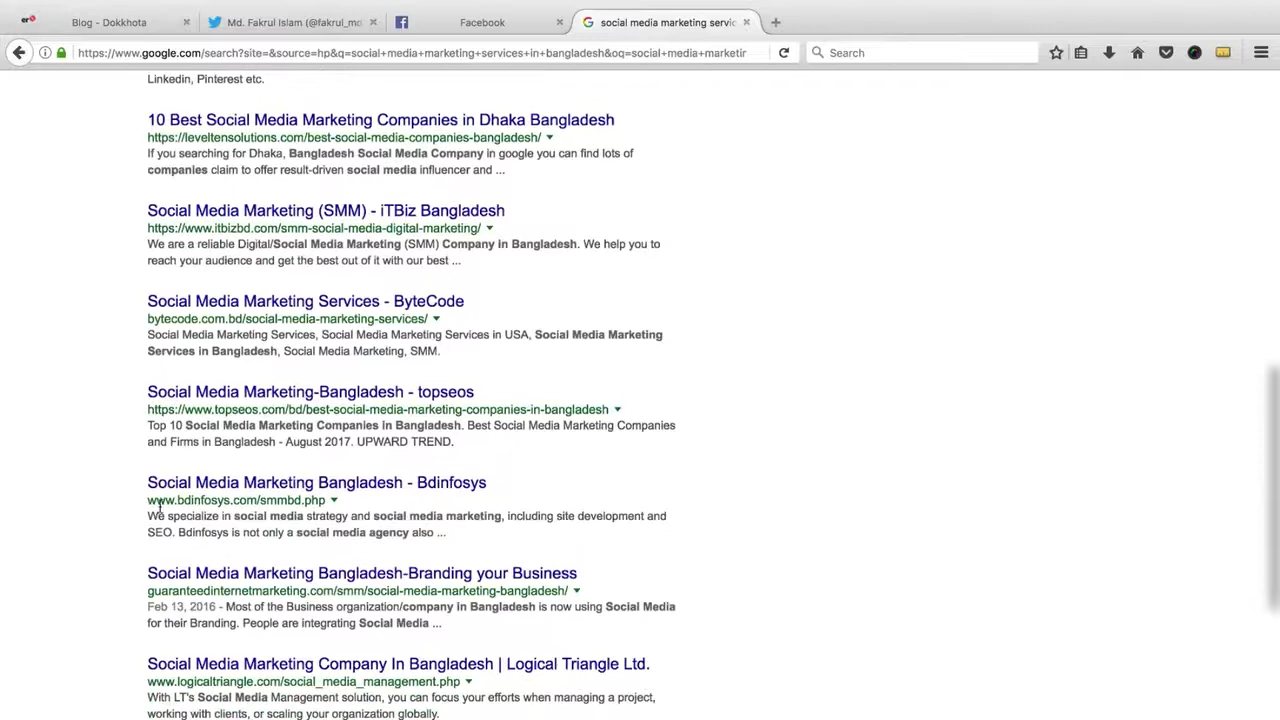 Blog - Dokkhota
Md. Fakrul Islam (@fakrul_md
Facebook
social media marketing servic
https://www.google.com/search?site=&source=hp&q=social+media+marketing+services+in+bangladesh&oq=social+media+marketir
Search
Linkedin, Pinterest etc.
10 Best Social Media Marketing Companies in Dhaka Bangladesh
https://leveltensolutions.com/best-social-media-companies-bangladesh/
If you searching for Dhaka, Bangladesh Social Media Company in google you can find lots of
companies claim to offer result-driven social media influencer and ...
Social Media Marketing (SMM) - iTBiz Bangladesh
https://www.itbizbd.com/smm-social-media-digital-marketing/
We are a reliable Digital/Social Media Marketing (SMM) Company in Bangladesh. We help you to
reach your audience and get the best out of it with our best ...
Social Media Marketing Services - ByteCode
bytecode.com.bd/social-media-marketing-services/
Social Media Marketing Services, Social Media Marketing Services in USA, Social Media Marketing
Services in Bangladesh, Social Media Marketing, SMM.
Social Media Marketing-Bangladesh - topseos
https://www.topseos.com/bd/best-social-media-marketing-companies-in-bangladesh
Top 10 Social Media Marketing Companies in Bangladesh. Best Social Media Marketing Companies
and Firms in Bangladesh - August 2017. UPWARD TREND.
Social Media Marketing Bangladesh - Bdinfosys
www.bdinfosys.com/smmbd.php
We specialize in social media strategy and social media marketing, including site development and
SEO. Bdinfosys is not only a social media agency also ...
Social Media Marketing Bangladesh-Branding your Business
guaranteedinternetmarketing.com/smm/social-media-marketing-bangladesh/
Feb 13, 2016 - Most of the Business organization/company in Bangladesh is now using Social Media
for their Branding. People are integrating Social Media ...
Social Media Marketing Company In Bangladesh | Logical Triangle Ltd.
www.logicaltriangle.com/social_media_management.php
With LT's Social Media Management solution, you can focus your efforts when managing a project,
working with clients, or scaling your organization globally.